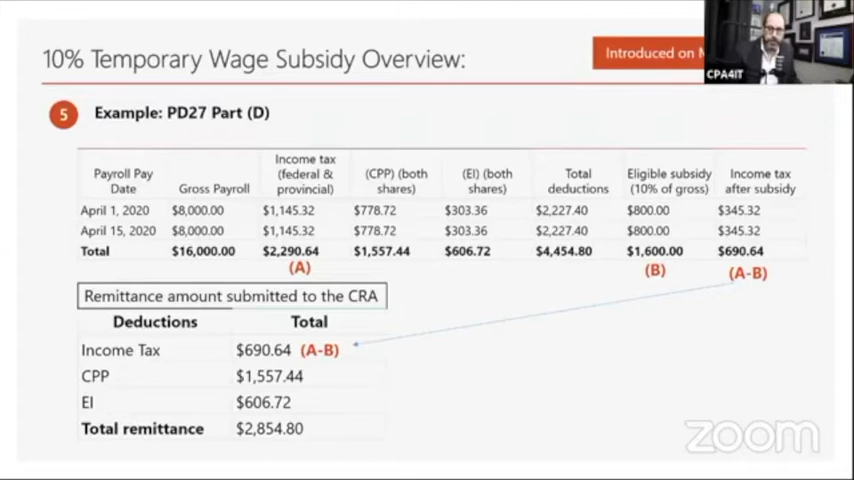 10% Temporary Wage Subsidy Overview:
Introduced on
CPA4IT
5 Example: PD27 Part (D)
Payroll Pay Date Gross Payroll Income tax (federal & provincial) (CPP) (both shares) (EI) (both shares) Total deductions Eligible subsidy (10% of gross) Income tax after subsidy
April 1, 2020 $8,000.00 $1,145.32 $778.72 $303.36 $2,227.40 $800.00 $345.32
April 15, 2020 $8,000.00 $1,145.32 $778.72 $303.36 $2,227.40 $800.00 $345.32
Total $16,000.00 $2,290.64 $1,557.44 $606.72 $4,454.80 $1,600.00 $690.64
(A) (B) (A-B)
Remittance amount submitted to the CRA
Deductions Total
Income Tax $690.64 (A-B)
CPP $1,557.44
EI $606.72
Total remittance $2,854.80
zoom